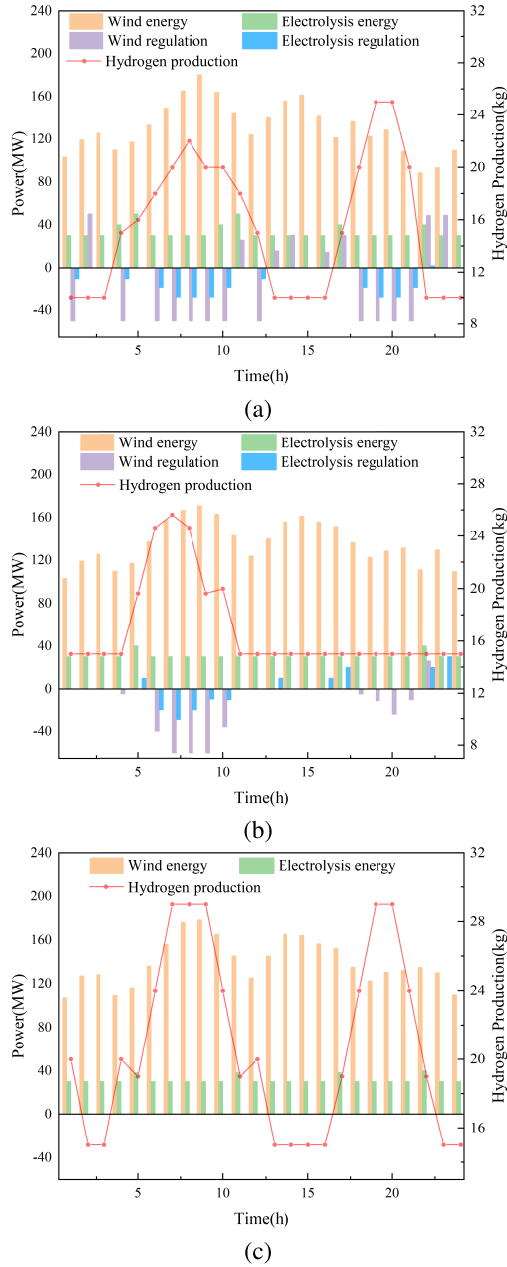 240
200
160
120
80
40
0
-40
Power(MW)
Wind energy
Electrolysis energy
Wind regulation
Electrolysis regulation
Hydrogen production
32
28
24
20
16
12
8
Hydrogen Production(kg)
5
10
15
20
Time(h)
(a)
240
200
160
120
80
40
0
-40
Power(MW)
Wind energy
Electrolysis energy
Wind regulation
Electrolysis regulation
Hydrogen production
32
28
24
20
16
12
8
Hydrogen Production(kg)
5
10
15
20
Time(h)
(b)
240
200
160
120
80
40
0
-40
Power(MW)
Wind energy
Electrolysis energy
Hydrogen production
32
28
24
20
16
Hydrogen Production(kg)
5
10
15
20
Time(h)
(c)